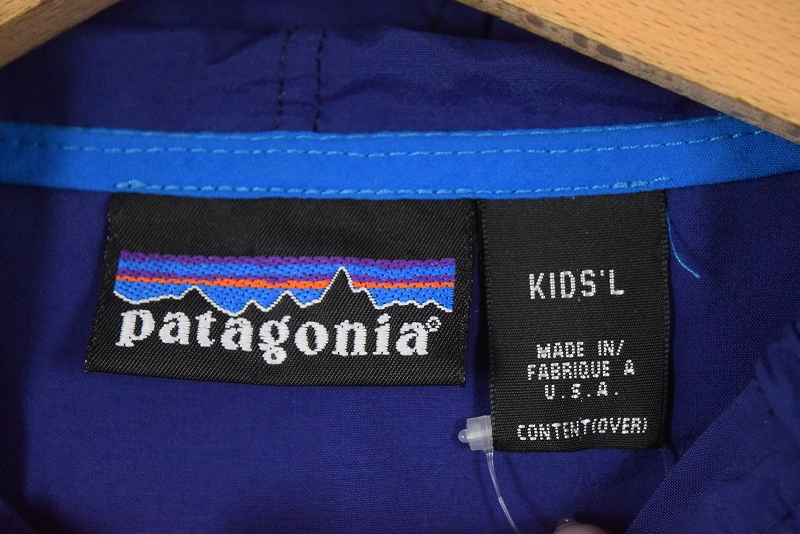 patagonia®
KIDS'L
MADE IN/
FABRIQUE A
U.S.A.
CONTENT(OVER)